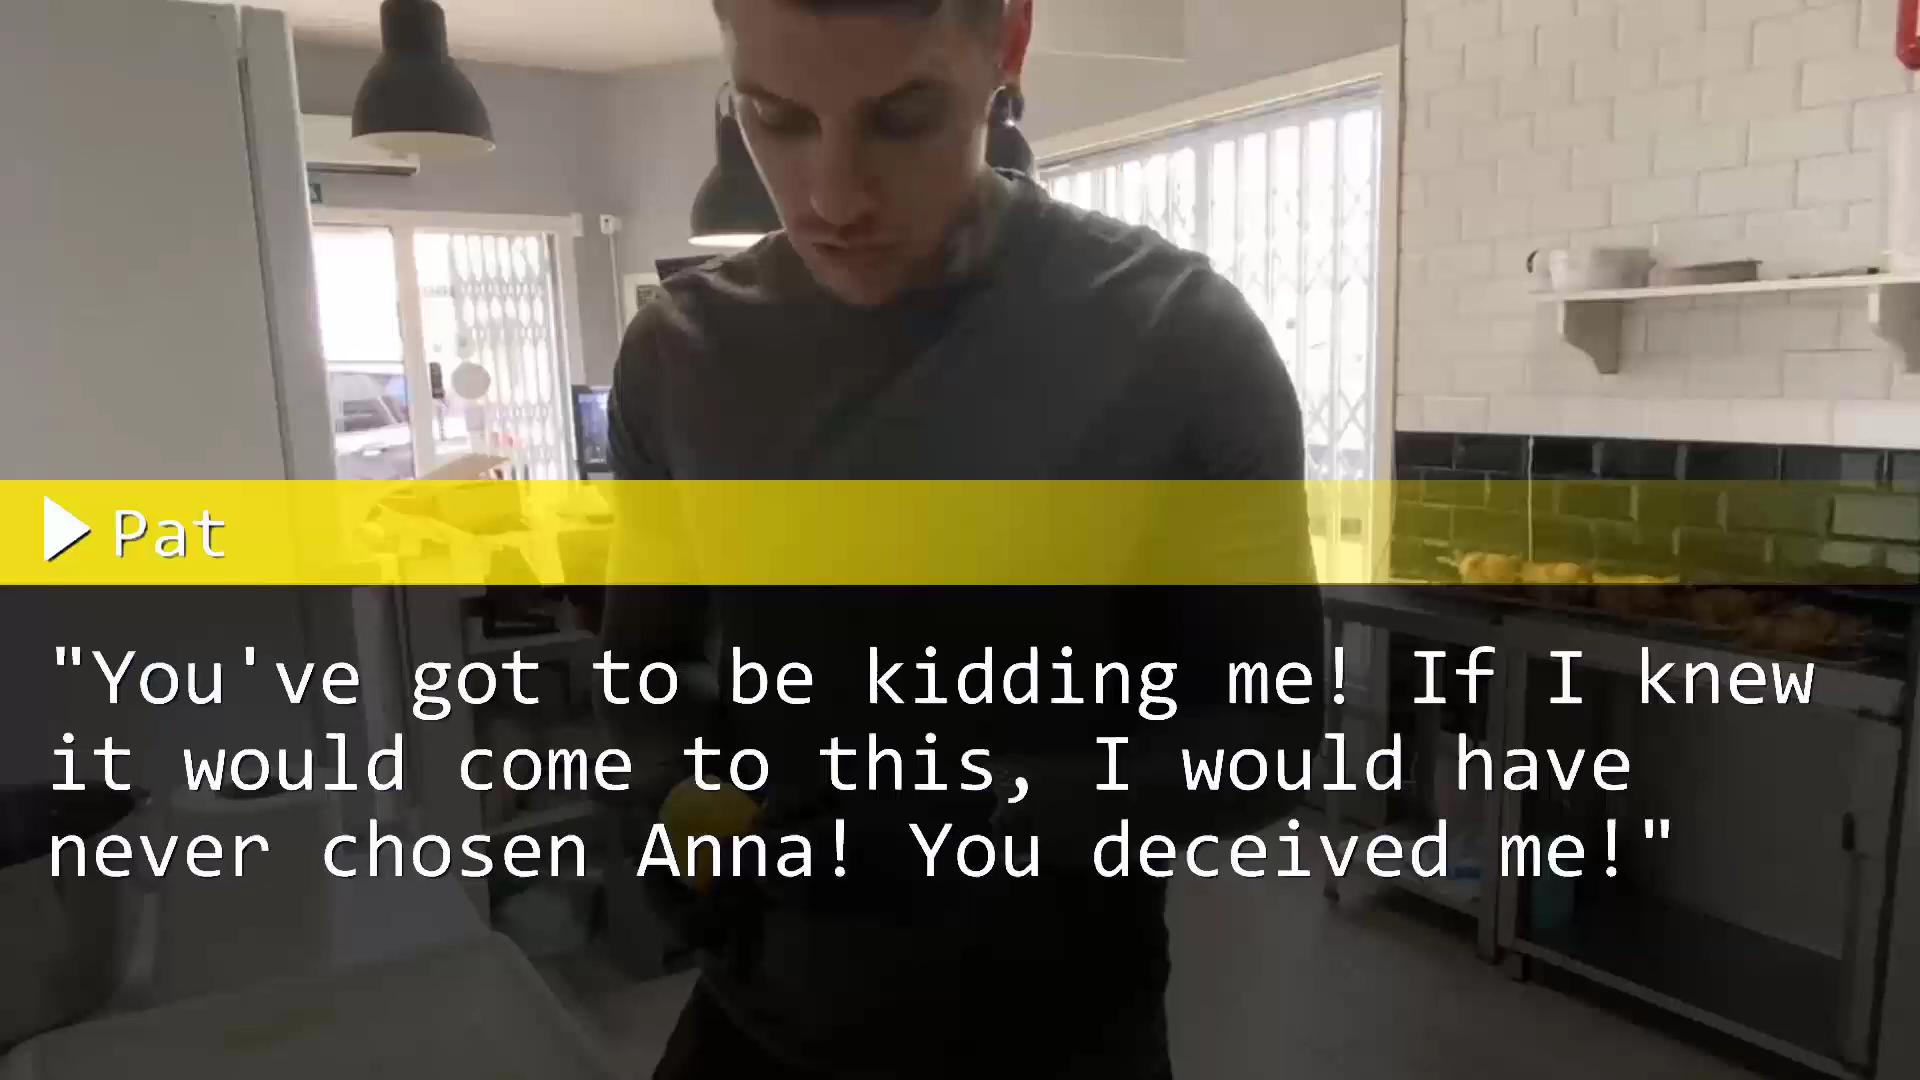 Pat
"You've got to be kidding me! If I knew
it would come to this, I would have
never chosen Anna! You deceived me!"